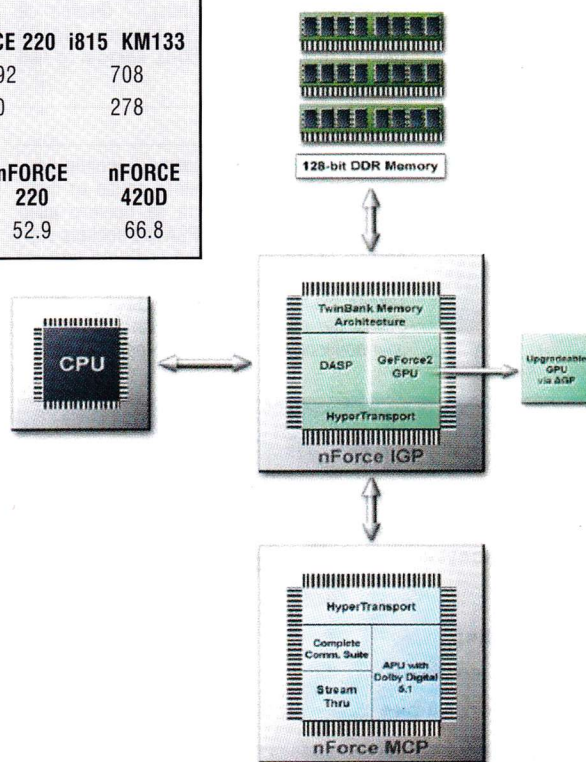 CE 220 i815 KM133
92 708
0 278
nFORCE nFORCE
220 420D
52.9 66.8
128-bit DDR Memory
TwinBank Memory
Architecture
CPU
DASP
GeForce2
GPU
HyperTransport
nForce IGP
Upgradeable
GPU
via AGP
HyperTransport
Complete
Comm. Suite
Stream
Thru
APU with
Dolby Digital
5.1
nForce MCP